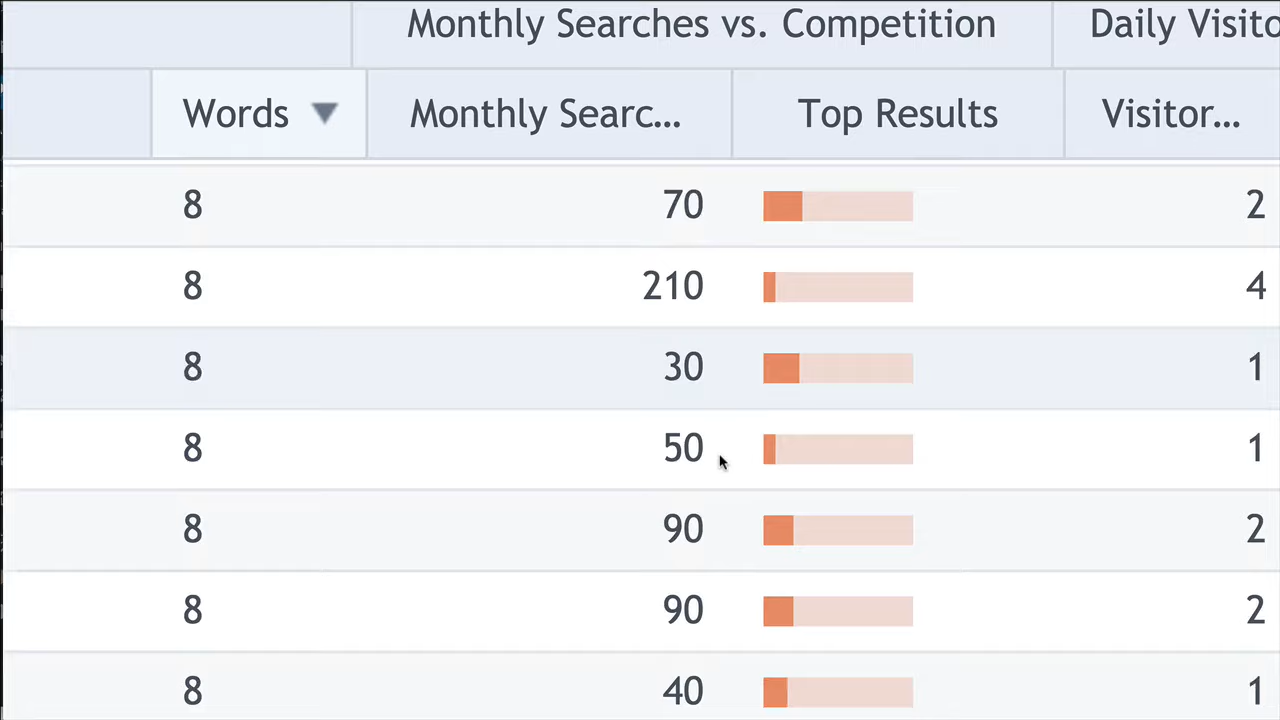 Monthly Searches vs. Competition Daily Visito
Words Monthly Searc... Top Results Visitor...
8 70 2
8 210 4
8 30 1
8 50 1
8 90 2
8 90 2
8 40 1